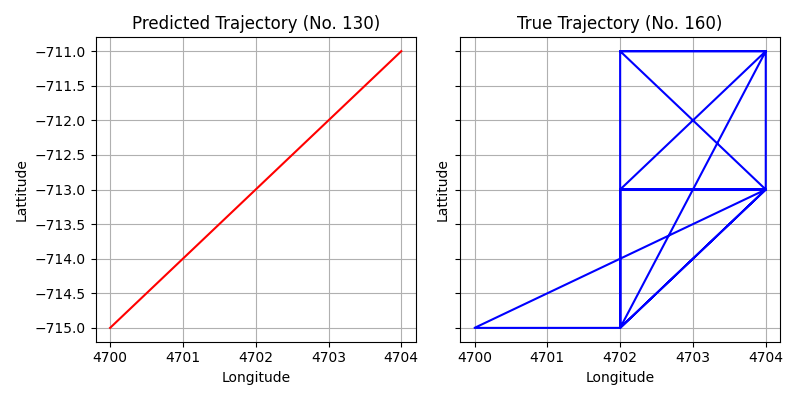 Predicted Trajectory (No. 130)
True Trajectory (No. 160)
−711.0
−711.5
−712.0
−712.5
−713.0
−713.5
−714.0
−714.5
−715.0
Lattitude
Lattitude
4700 4701 4702 4703 4704
4700 4701 4702 4703 4704
Longitude
Longitude